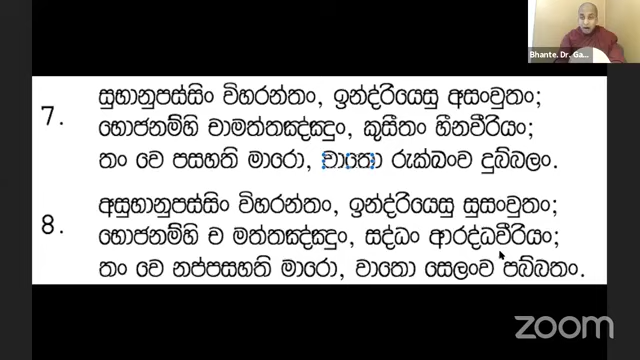 Bhante. Dr. Ga...
7. සුභානුපස්සිං විහරන්තං, ඉන්ද්‍රියෙසු අසංවුතං;
භොජනම්හි චාමත්තඤ්ඤුං, කුසීතං හීනවීරියං;
තං වෙ පසහති මාරො, වාතො රුක්ඛංව දුබ්බලං.
8. අසුභානුපස්සිං විහරන්තං, ඉන්ද්‍රියෙසු සුසංවුතං;
භොජනම්හි ච මත්තඤ්ඤුං, සද්ධං ආරද්ධවීරියං;
තං වෙ නප්පසහති මාරො, වාතො සෙලංව පබ්බතං.
zoom